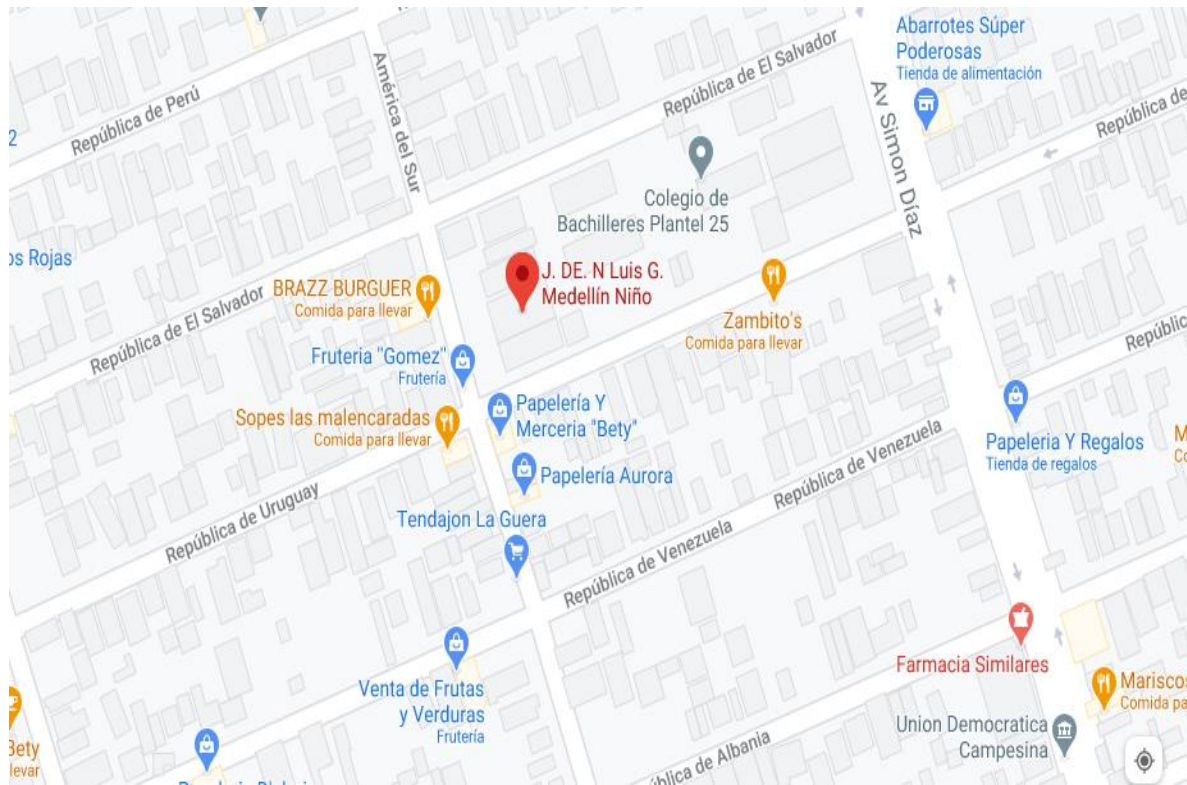 Abarrotes Súper
Poderosas
Tienda de alimentación
República de El Salvador
América del Sur
República de Perú
Av Simon Díaz
República de
2
Colegio de
Bachilleres Plantel 25
os Rojas
J. DE. N Luis G.
Medellín Niño
BRAZZ BURGUER
Comida para llevar
República de El Salvador
Zambito's
Comida para llevar
Repúblic
Fruteria "Gomez"
Frutería
Papelería Y
Merceria "Bety"
Sopes las malencaradas
Comida para llevar
República de Venezuela
Papeleria Y Regalos
Tienda de regalos
M
Co
Papelería Aurora
República de Uruguay
Tendajon La Guera
República de Venezuela
Farmacia Similares
Venta de Frutas
y Verduras
Frutería
Mariscos
Comida pa
Union Democratica
Campesina
Bety
levar
ública de Albania